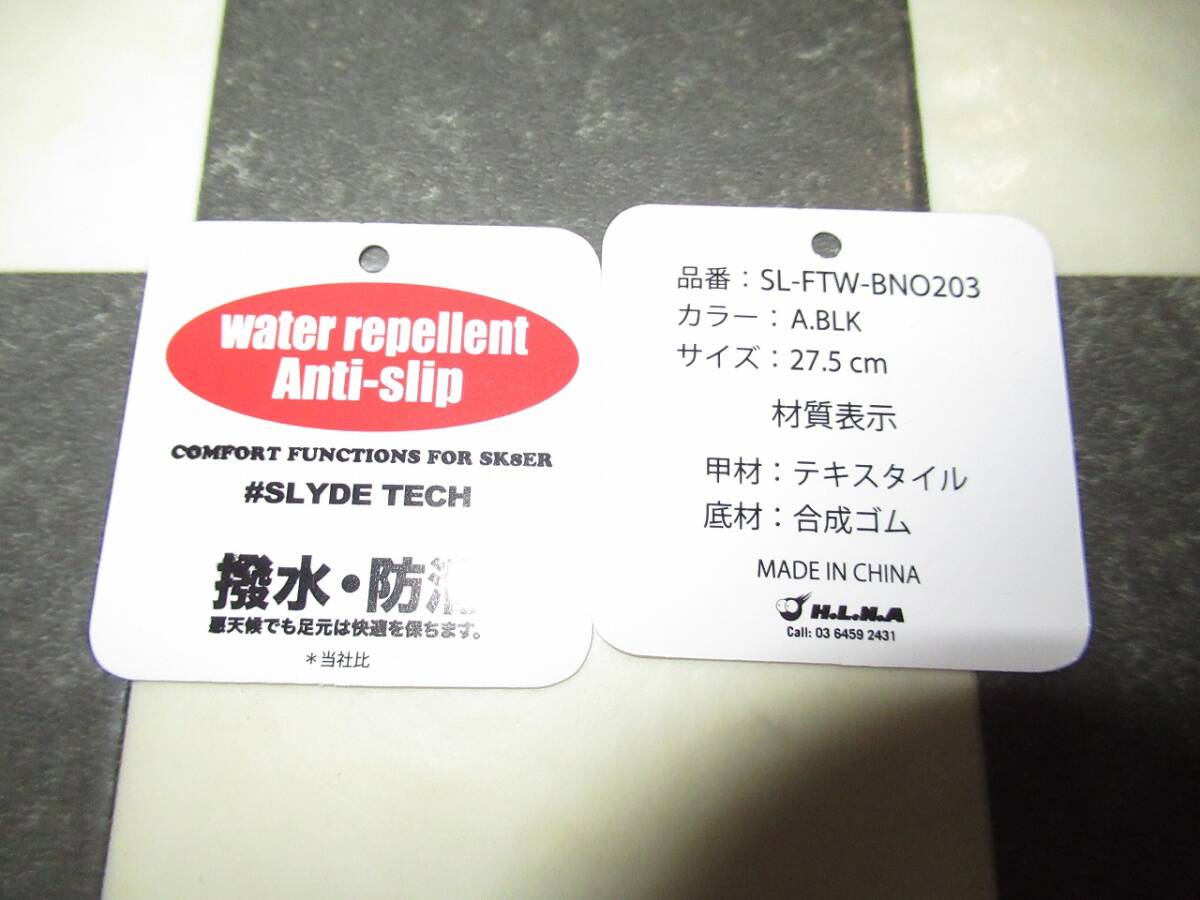 water repellent
Anti-slip
COMFORT FUNCTIONS FOR SK8ER
#SLYDE TECH
撥水・防滑
悪天候でも足元は快適を保ちます。
*当社比
品番：SL-FTW-BNO203
カラー：A.BLK
サイズ：27.5 cm
材質表示
甲材：テキスタイル
底材：合成ゴム
MADE IN CHINA
H.L.N.A
Call: 03 6459 2431